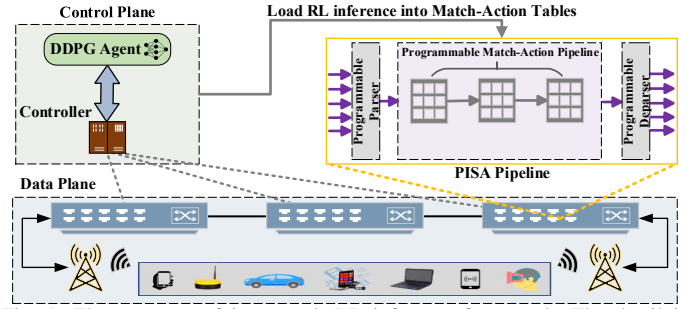 Control Plane
Load RL inference into Match-Action Tables
DDPG Agent
Controller
Programmable
Parser
Programmable Match-Action Pipeline
Programmable
Deparser
PISA Pipeline
Data Plane